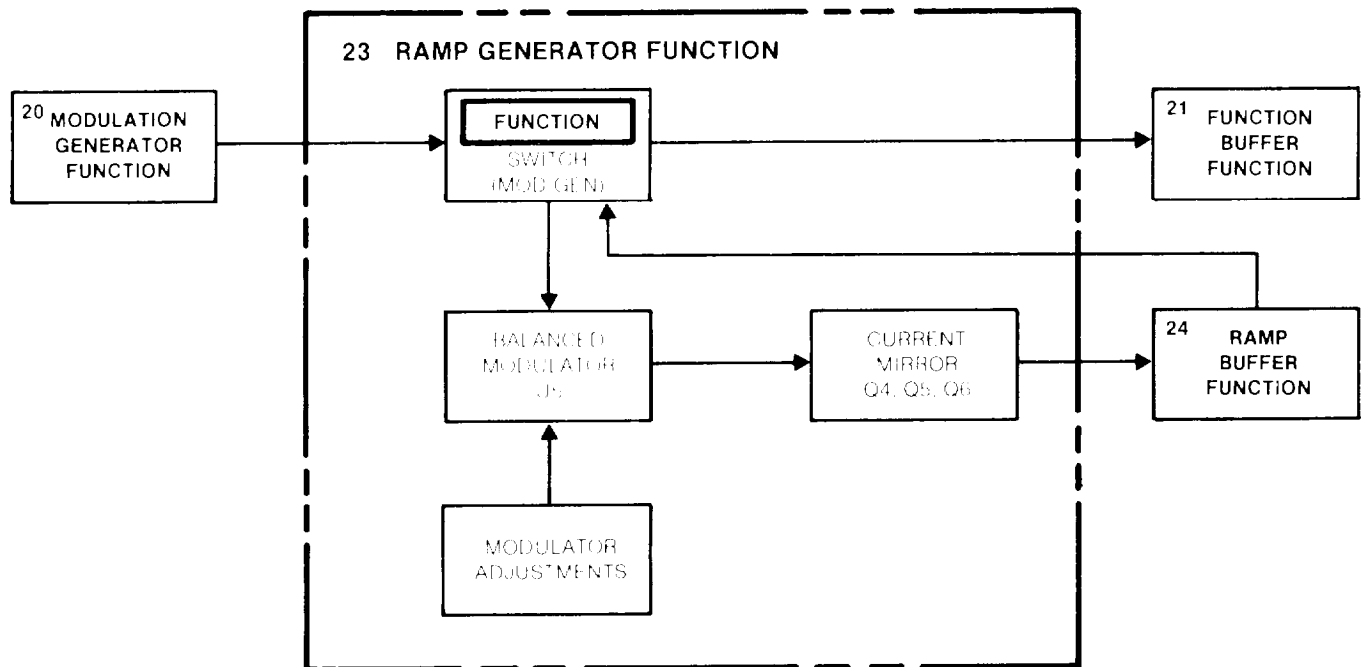 23 RAMP GENERATOR FUNCTION
20 MODULATION
GENERATOR
FUNCTION
FUNCTION
SWITCH
(MOD GEN)
21 FUNCTION
BUFFER
FUNCTION
BALANCED
MODULATOR
U5
CURRENT
MIRROR
Q4, Q5, Q6
24 RAMP
BUFFER
FUNCTION
MODULATOR
ADJUSTMENTS